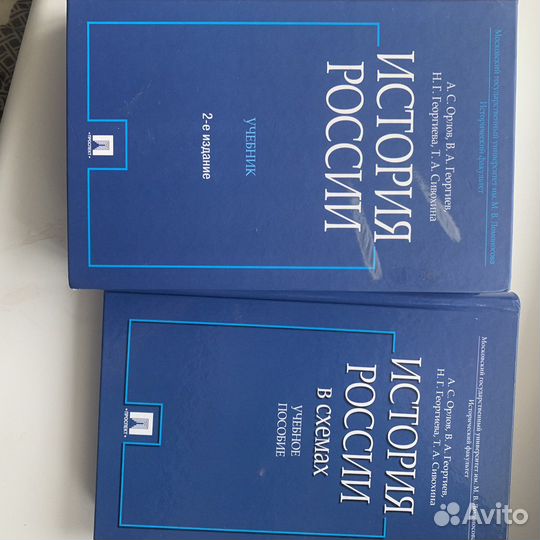 Московский государственный университет им. М. В. Ломоносова
Исторический факультет
А. С. Орлов, В. А. Георгиев,
Н. Г. Георгиева, Т. А. Сивохина
ИСТОРИЯ
РОССИИ
УЧЕБНИК
2-е издание
·ПРОСПЕКТ·
Московский государственный университет им. М. В. Ломоносова
Исторический факультет
А. С. Орлов, В. А. Георгиев,
Н. Г. Георгиева, Т. А. Сивохина
ИСТОРИЯ
РОССИИ
в схемах
УЧЕБНОЕ
ПОСОБИЕ
·ПРОСПЕКТ·
Avito